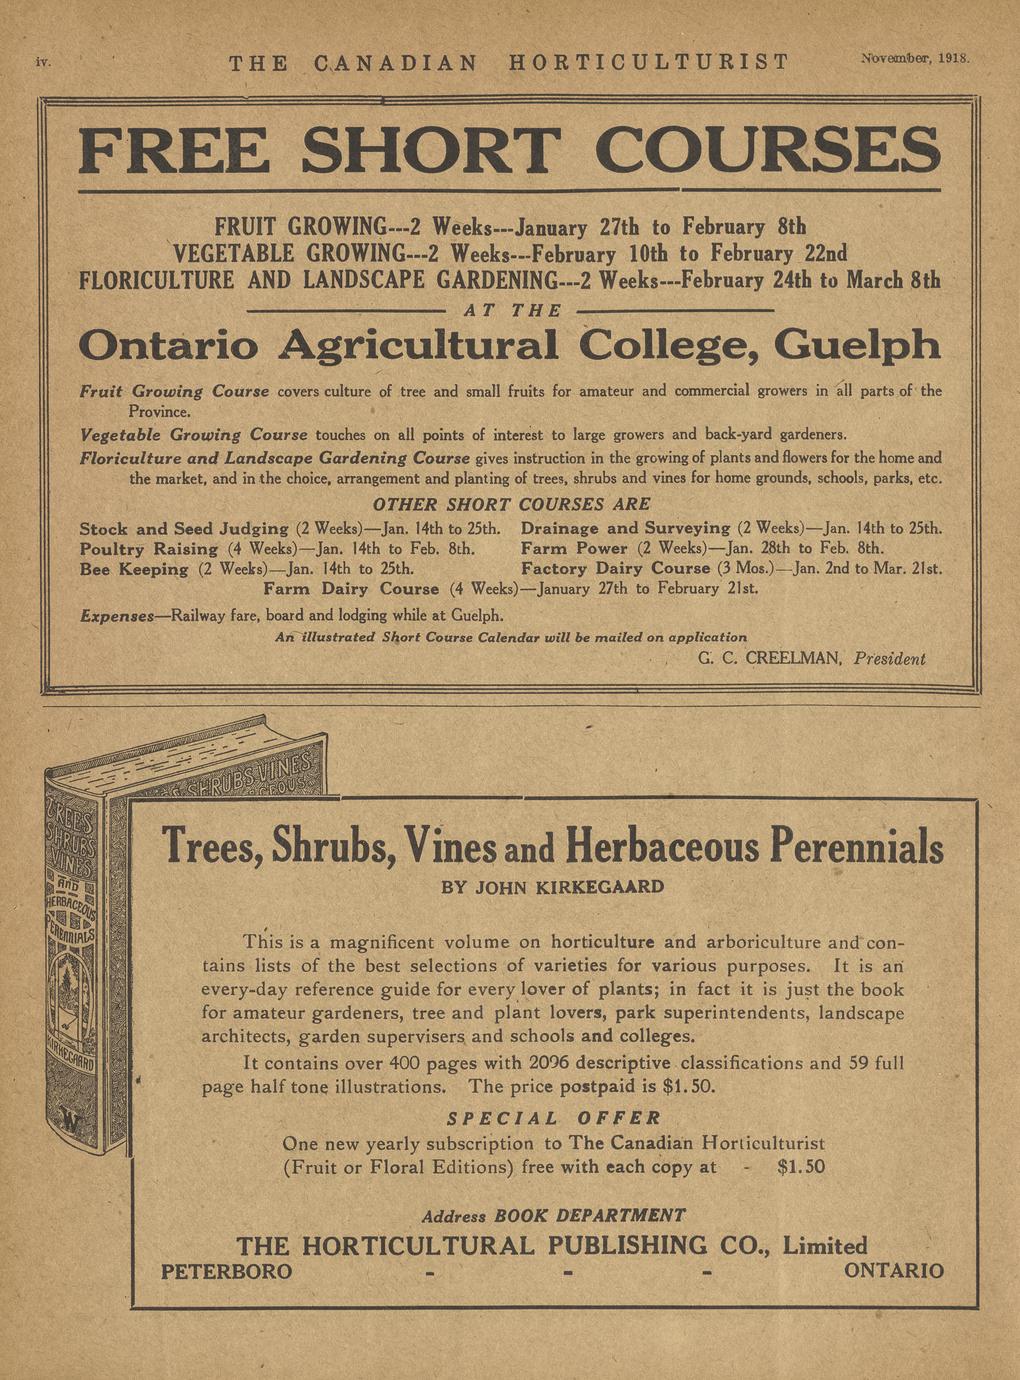 iv.
THE CANADIAN HORTICULTURIST
November, 1918.
FREE SHORT COURSES
FRUIT GROWING---2 Weeks---January 27th to February 8th
VEGETABLE GROWING---2 Weeks---February 10th to February 22nd
FLORICULTURE AND LANDSCAPE GARDENING---2 Weeks---February 24th to March 8th
AT THE
Ontario Agricultural College, Guelph
Fruit Growing Course covers culture of tree and small fruits for amateur and commercial growers in all parts of the
Province.
Vegetable Growing Course touches on all points of interest to large growers and back-yard gardeners.
Floriculture and Landscape Gardening Course gives instruction in the growing of plants and flowers for the home and
the market, and in the choice, arrangement and planting of trees, shrubs and vines for home grounds, schools, parks, etc.
OTHER SHORT COURSES ARE
Stock and Seed Judging (2 Weeks)—Jan. 14th to 25th. Drainage and Surveying (2 Weeks)—Jan. 14th to 25th.
Poultry Raising (4 Weeks)—Jan. 14th to Feb. 8th. Farm Power (2 Weeks)—Jan. 28th to Feb. 8th.
Bee Keeping (2 Weeks)—Jan. 14th to 25th. Factory Dairy Course (3 Mos.)—Jan. 2nd to Mar. 21st.
Farm Dairy Course (4 Weeks)—January 27th to February 21st.
Expenses—Railway fare, board and lodging while at Guelph.
An illustrated Short Course Calendar will be mailed on application
G. C. CREELMAN, President
SHRUBS VINES
TREES
SHRUBS
VINES
AND
HERBACEOUS
PERENNIALS
KIRKEGAARD
W
Trees, Shrubs, Vines and Herbaceous Perennials
BY JOHN KIRKEGAARD
This is a magnificent volume on horticulture and arboriculture and con-
tains lists of the best selections of varieties for various purposes. It is an
every-day reference guide for every lover of plants; in fact it is just the book
for amateur gardeners, tree and plant lovers, park superintendents, landscape
architects, garden supervisers and schools and colleges.
It contains over 400 pages with 2096 descriptive classifications and 59 full
page half tone illustrations. The price postpaid is $1.50.
SPECIAL OFFER
One new yearly subscription to The Canadian Horticulturist
(Fruit or Floral Editions) free with each copy at - $1.50
Address BOOK DEPARTMENT
THE HORTICULTURAL PUBLISHING CO., Limited
PETERBORO - - - ONTARIO